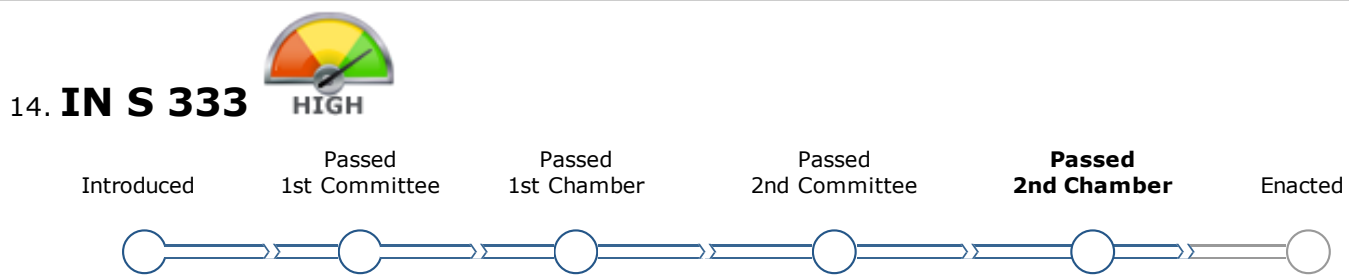 14. IN S 333
HIGH
Introduced
Passed
1st Committee
Passed
1st Chamber
Passed
2nd Committee
Passed
2nd Chamber
Enacted